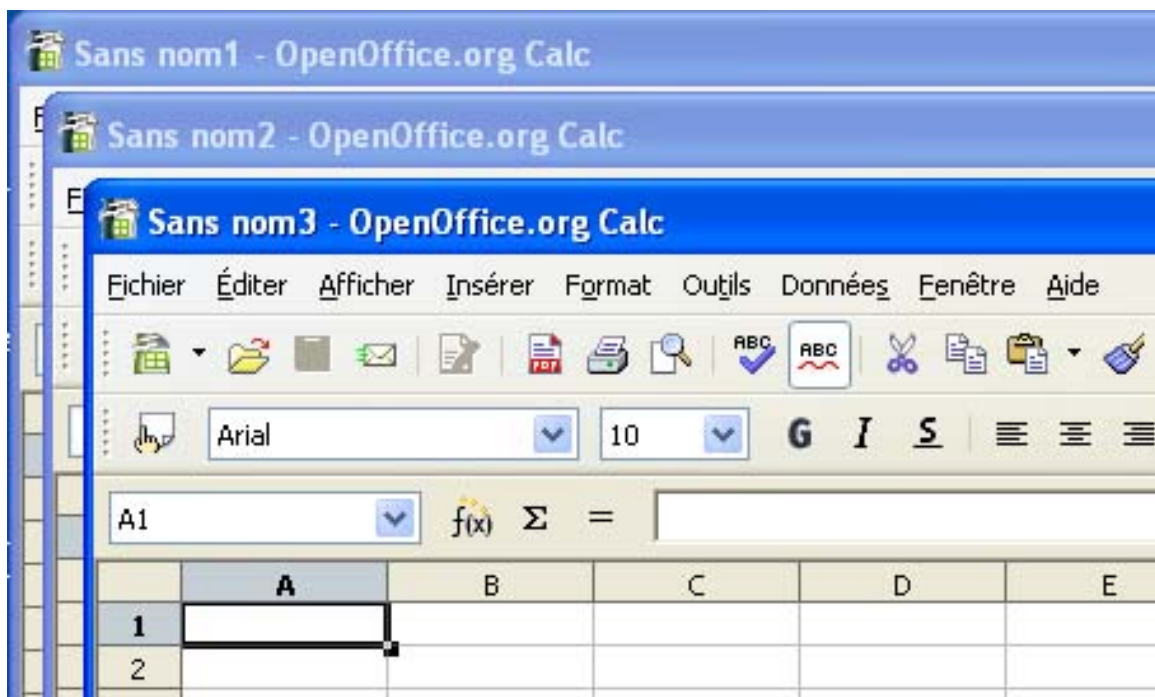 Sans nom1 - OpenOffice.org Calc
Sans nom2 - OpenOffice.org Calc
Sans nom3 - OpenOffice.org Calc
Fichier Éditer Afficher Insérer Format Outils Données Fenêtre Aide
PDF ABC ABC
Arial 10 G I S
A1 f(x) Σ =
A B C D E
1
2